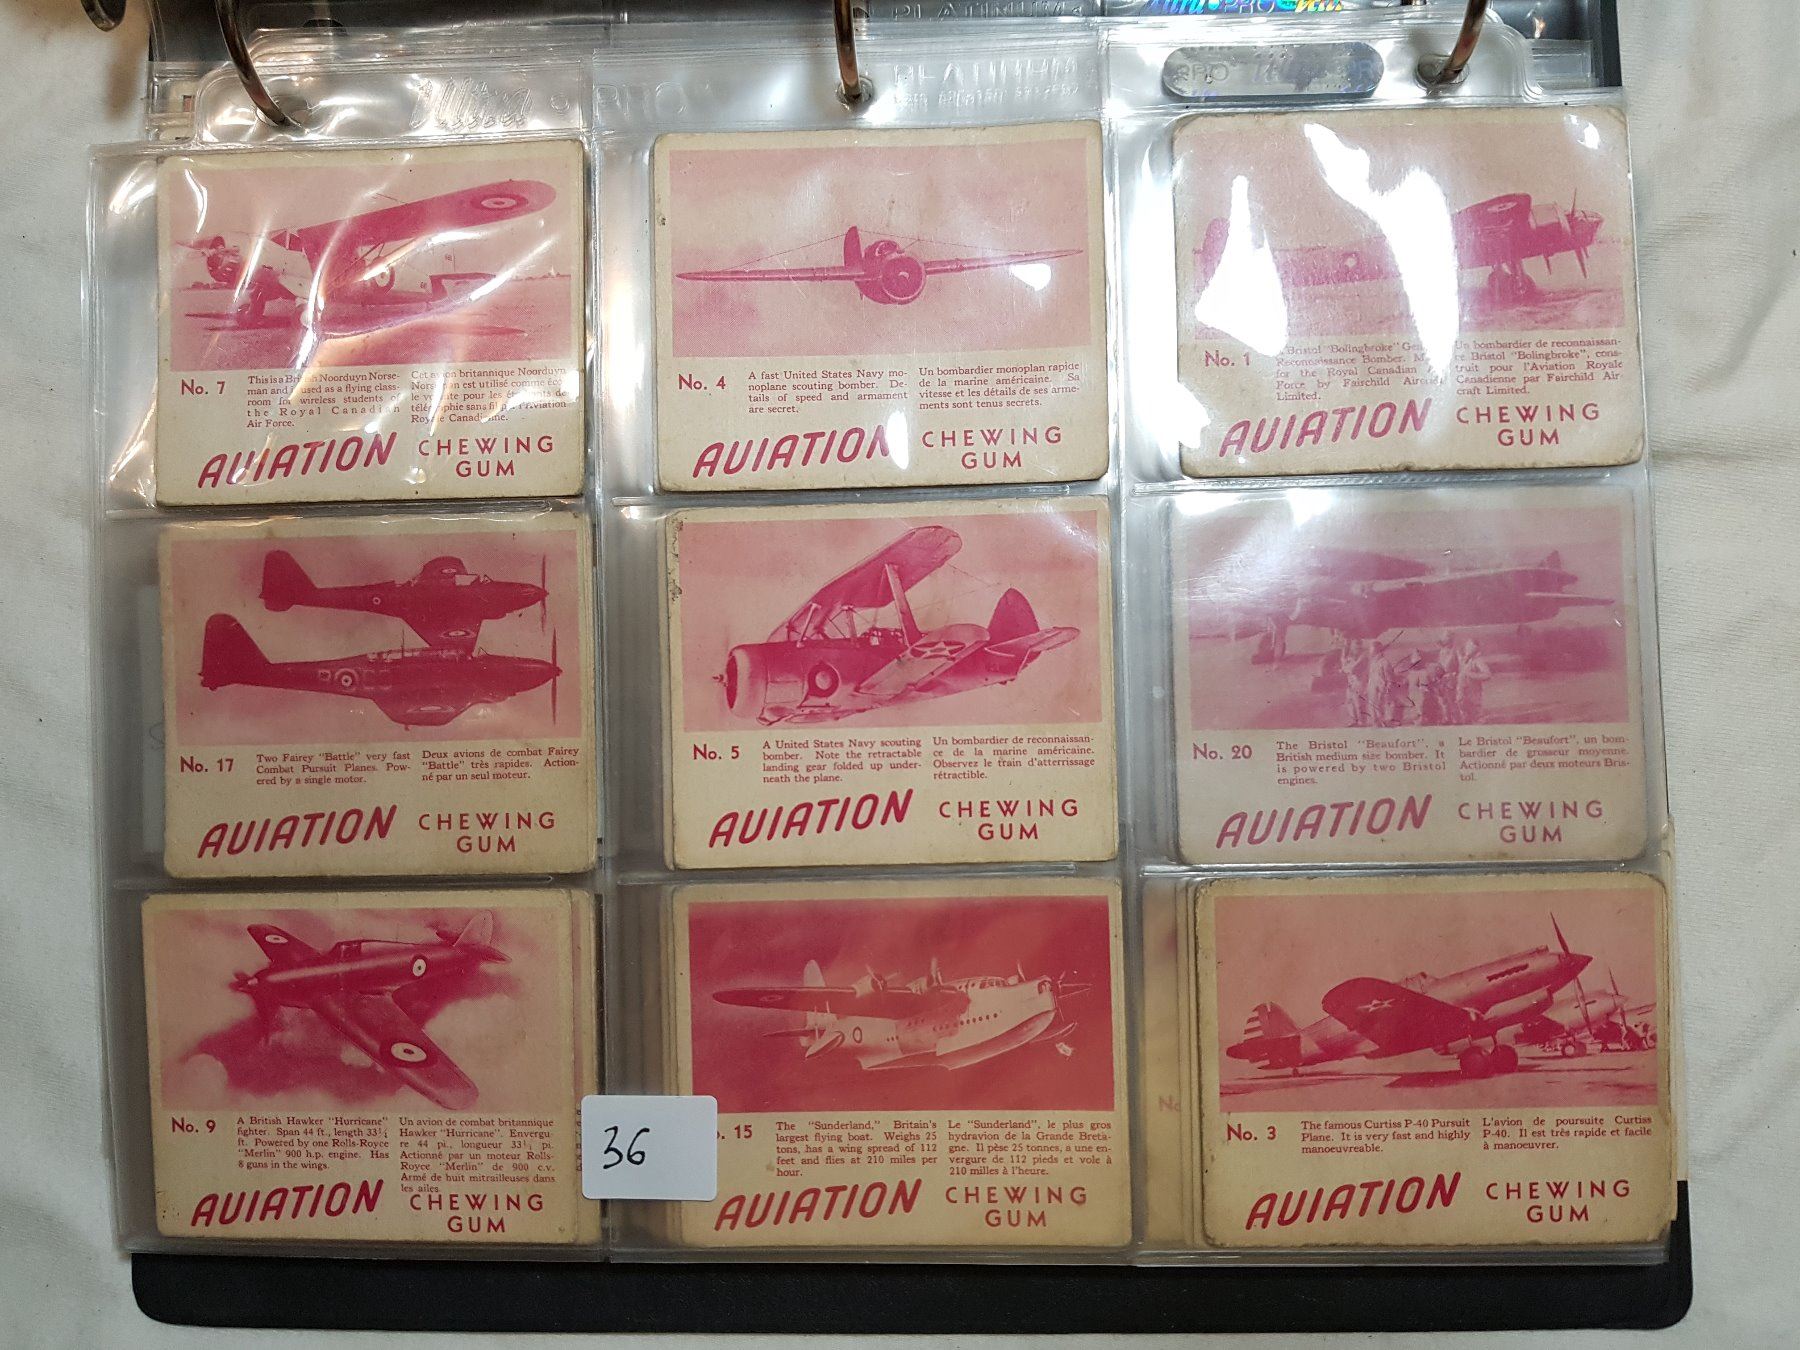 Ultra • PRO
PLATINUM
No. 7
This is a British Noorduyn Norse-
man and used as a flying class-
room for wireless students of
the Royal Canadian
Air Force.
Cet avion britannique Noorduyn
Norseman est utilisé comme éco-
le volante pour les étudiants de
télégraphie sans fil de l'Aviation
Royale Canadienne.
AVIATION CHEWING
GUM
No. 4
A fast United States Navy mo-
noplane scouting bomber. De-
tails of speed and armament
are secret.
Un bombardier monoplan rapide
de la marine américaine. Sa
vitesse et les détails de ses arme-
ments sont tenus secrets.
AVIATION CHEWING
GUM
No. 1
Bristol "Bolingbroke" Gen
Reconnaissance Bomber. M
for the Royal Canadian
Force by Fairchild Aircraft
Limited.
Un bombardier de reconnaissan-
ce Bristol "Bolingbroke", cons-
truit pour l'Aviation Royale
Canadienne par Fairchild Air-
craft Limited.
AVIATION CHEWING
GUM
No. 17
Two Fairey "Battle" very fast
Combat Pursuit Planes. Pow-
ered by a single motor.
Deux avions de combat Fairey
"Battle" très rapides. Action-
né par un seul moteur.
AVIATION CHEWING
GUM
No. 5
A United States Navy scouting
bomber. Note the retractable
landing gear folded up under-
neath the plane.
Un bombardier de reconnaissan-
ce de la marine américaine.
Observez le train d'atterrissage
rétractible.
AVIATION CHEWING
GUM
No. 20
The Bristol "Beaufort", a
British medium size bomber. It
is powered by two Bristol
engines.
Le Bristol "Beaufort", un bom-
bardier de grosseur moyenne.
Actionné par deux moteurs Bris-
tol.
AVIATION CHEWING
GUM
No. 9
A British Hawker "Hurricane"
fighter. Span 44 ft., length 33¼
ft. Powered by one Rolls-Royce
"Merlin" 900 h.p. engine. Has
8 guns in the wings.
Un avion de combat britannique
Hawker "Hurricane". Envergu-
re 44 pi., longueur 33¼ pi.
Actionné par un moteur Rolls-
Royce "Merlin" de 900 c.v.
Armé de huit mitrailleuses dans
les ailes.
AVIATION CHEWING
GUM
36
15
The "Sunderland," Britain's
largest flying boat. Weighs 25
tons, has a wing spread of 112
feet and flies at 210 miles per
hour.
Le "Sunderland", le plus gros
hydravion de la Grande Breta-
gne. Il pèse 25 tonnes, a une en-
vergure de 112 pieds et vole à
210 milles à l'heure.
AVIATION CHEWING
GUM
No. 3
The famous Curtiss P-40 Pursuit
Plane. It is very fast and highly
manoeuvreable.
L'avion de poursuite Curtiss
P-40. Il est très rapide et facile
à manoeuvrer.
AVIATION CHEWING
GUM